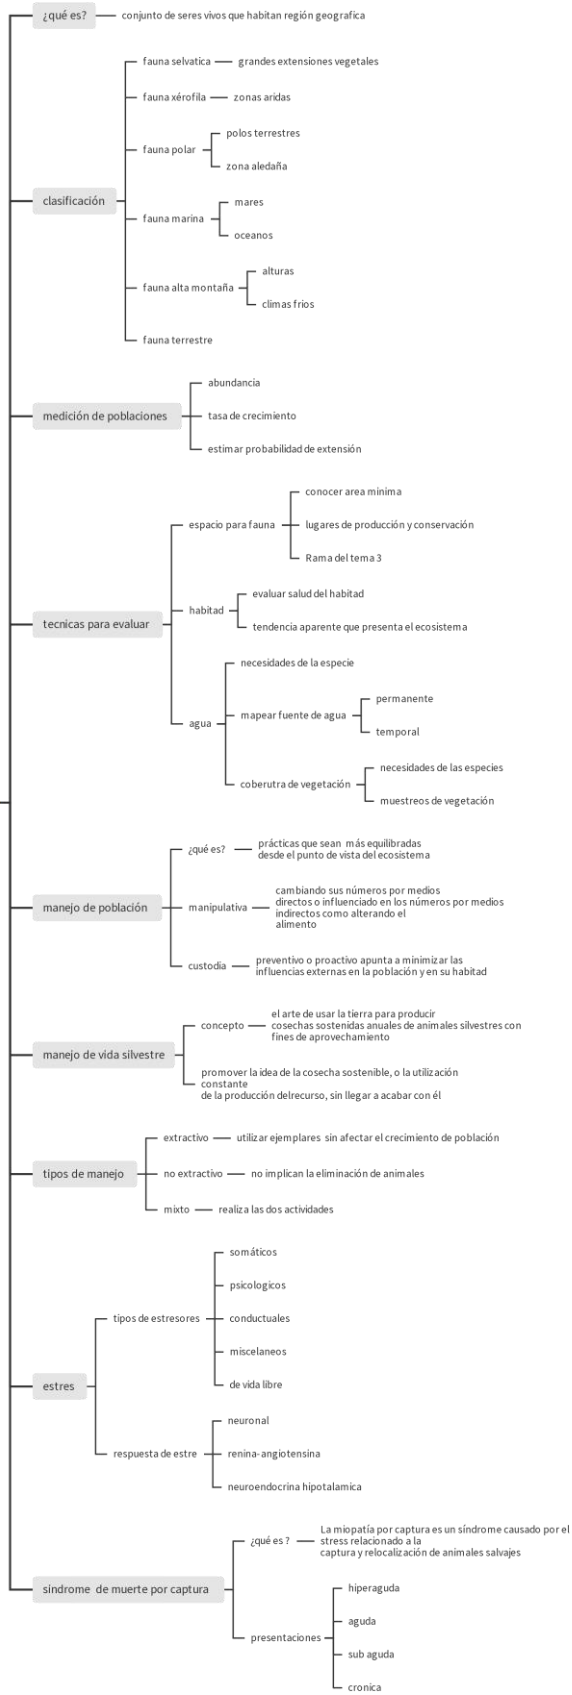 ¿qué es?
conjunto de seres vivos que habitan región geografica
clasificación
fauna selvatica
grandes extensiones vegetales
fauna xérofila
zonas aridas
fauna polar
polos terrestres
zona aledaña
fauna marina
mares
oceanos
fauna alta montaña
alturas
climas frios
fauna terrestre
medición de poblaciones
abundancia
tasa de crecimiento
estimar probabilidad de extensión
tecnicas para evaluar
espacio para fauna
conocer area minima
lugares de producción y conservación
Rama del tema 3
habitad
evaluar salud del habitad
tendencia aparente que presenta el ecosistema
agua
necesidades de la especie
mapear fuente de agua
permanente
temporal
coberutra de vegetación
necesidades de las especies
muestreos de vegetación
manejo de población
¿qué es?
prácticas que sean más equilibradas
desde el punto de vista del ecosistema
manipulativa
cambiando sus números por medios
directos o influenciado en los números por medios
indirectos como alterando el
alimento
custodia
preventivo o proactivo apunta a minimizar las
influencias externas en la población y en su habitad
manejo de vida silvestre
concepto
el arte de usar la tierra para producir
cosechas sostenidas anuales de animales silvestres con
fines de aprovechamiento
promover la idea de la cosecha sostenible, o la utilización
constante
de la producción delrecurso, sin llegar a acabar con él
tipos de manejo
extractivo
utilizar ejemplares sin afectar el crecimiento de población
no extractivo
no implican la eliminación de animales
mixto
realiza las dos actividades
estres
tipos de estresores
somáticos
psicologicos
conductuales
miscelaneos
de vida libre
respuesta de estre
neuronal
renina-angiotensina
neuroendocrina hipotalamica
sindrome de muerte por captura
¿qué es ?
La miopatía por captura es un síndrome causado por el
stress relacionado a la
captura y relocalización de animales salvajes
presentaciones
hiperaguda
aguda
sub aguda
cronica